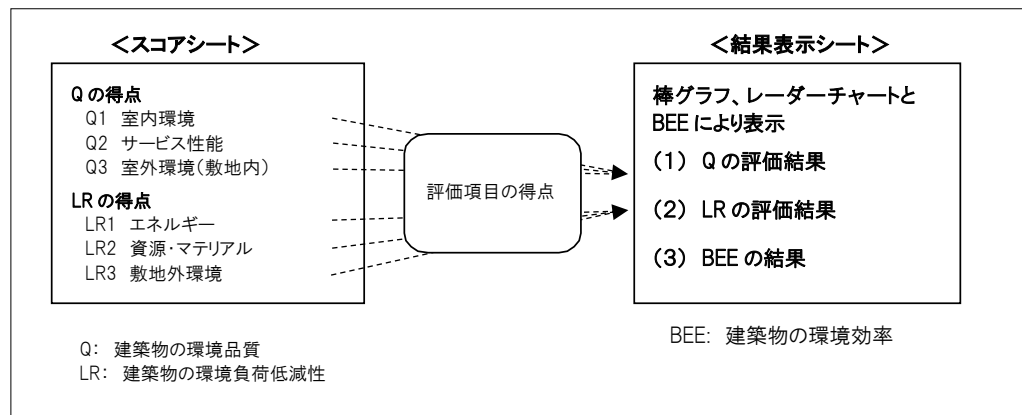 ＜スコアシート＞
Q の得点
Q1 室内環境
Q2 サービス性能
Q3 室外環境（敷地内）
LR の得点
LR1 エネルギー
LR2 資源・マテリアル
LR3 敷地外環境
評価項目の得点
＜結果表示シート＞
棒グラフ、レーダーチャートと
BEE により表示
（1） Q の評価結果
（2） LR の評価結果
（3） BEE の結果
Q： 建築物の環境品質
LR： 建築物の環境負荷低減性
BEE: 建築物の環境効率